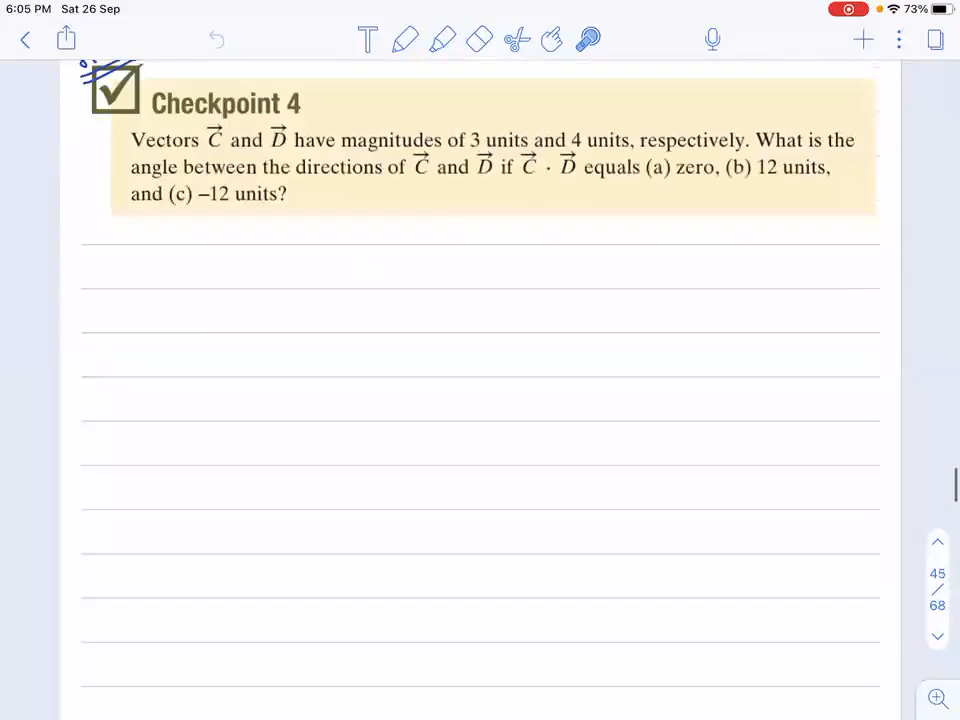 6:05 PM Sat 26 Sep 73%
T
Checkpoint 4
Vectors C⃗ and D⃗ have magnitudes of 3 units and 4 units, respectively. What is the
angle between the directions of C⃗ and D⃗ if C⃗ · D⃗ equals (a) zero, (b) 12 units,
and (c) –12 units?
45
/
68